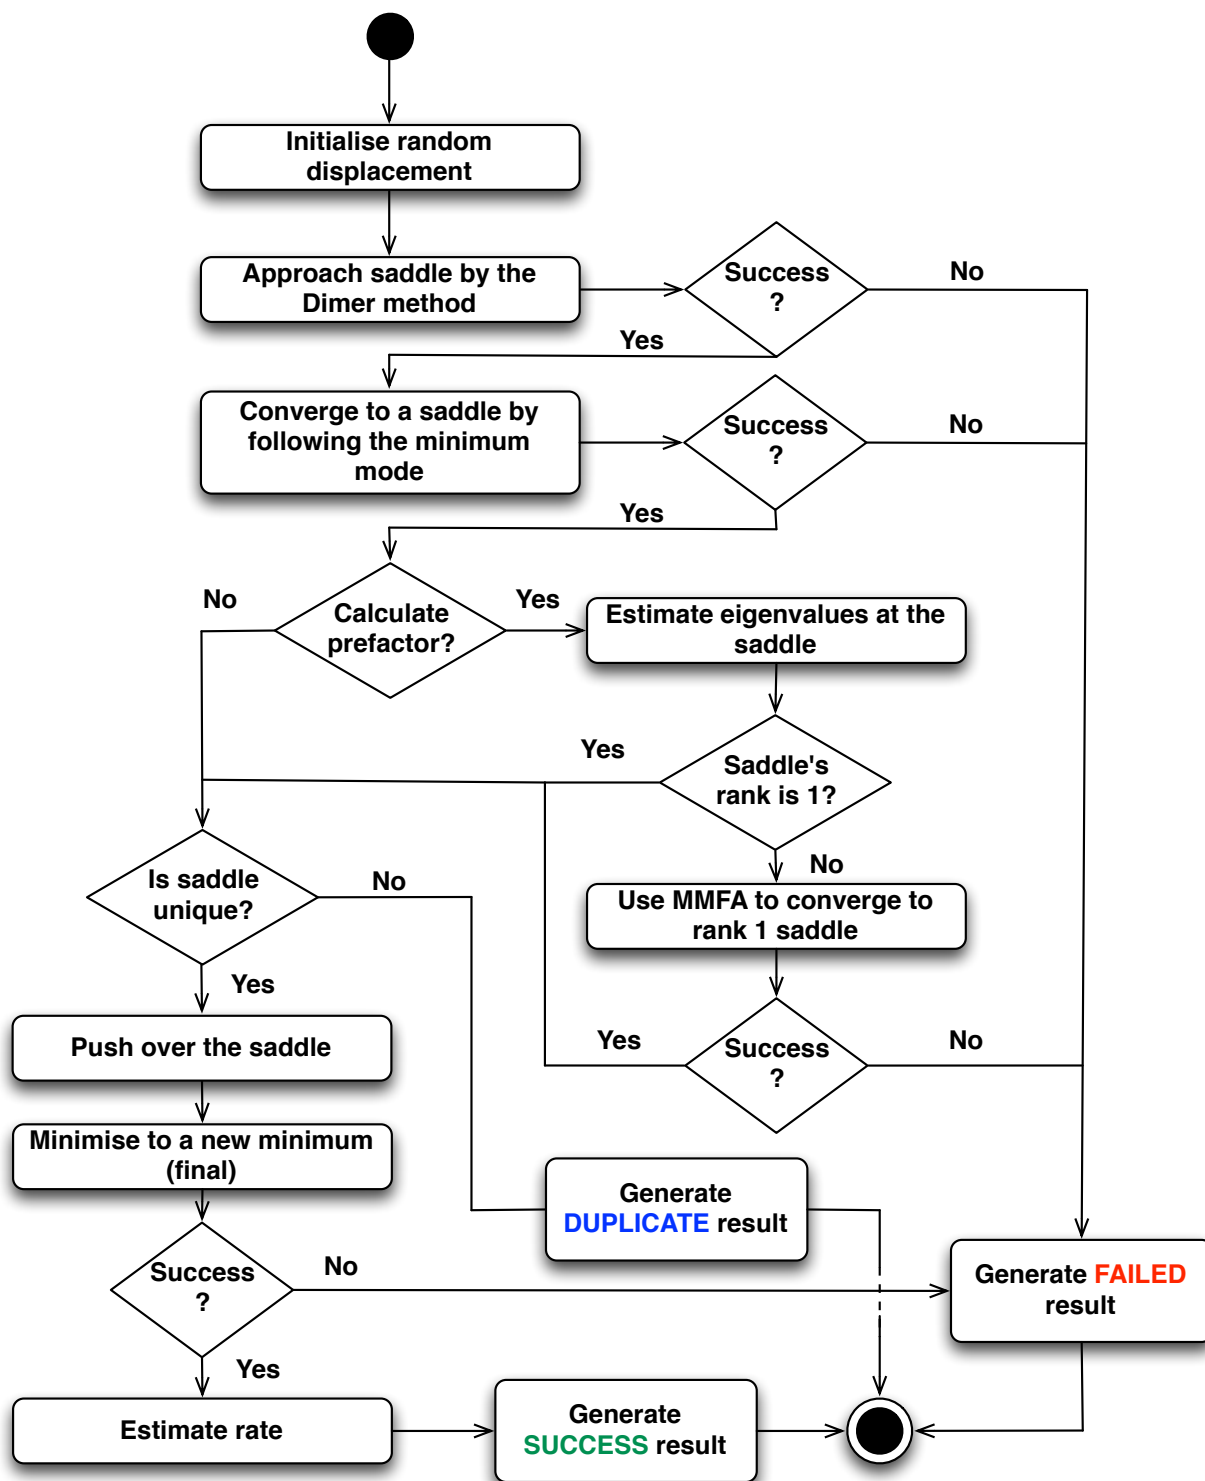 Initialise random
displacement
Approach saddle by the
Dimer method
Success
?
No
Yes
Converge to a saddle by
following the minimum
mode
Success
?
No
Yes
No
Calculate
prefactor?
Yes
Estimate eigenvalues at the
saddle
Yes
Saddle's
rank is 1?
No
Is saddle
unique?
No
Use MMFA to converge to
rank 1 saddle
Yes
Push over the saddle
Yes
Success
?
No
Minimise to a new minimum
(final)
Generate
DUPLICATE result
Success
?
No
Generate FAILED
result
Yes
Estimate rate
Generate
SUCCESS result